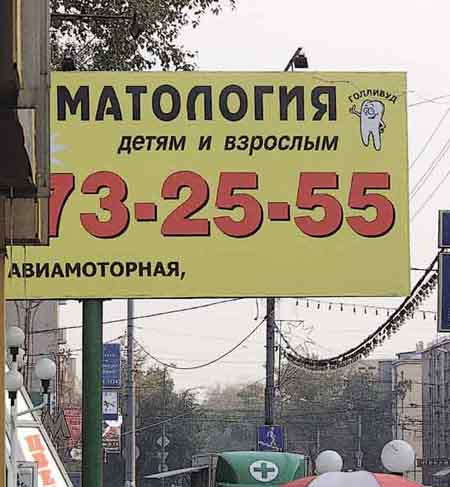 МАТОЛОГИЯ
ГОЛЛИВУД
детям и взрослым
73-25-55
АВИАМОТОРНАЯ,